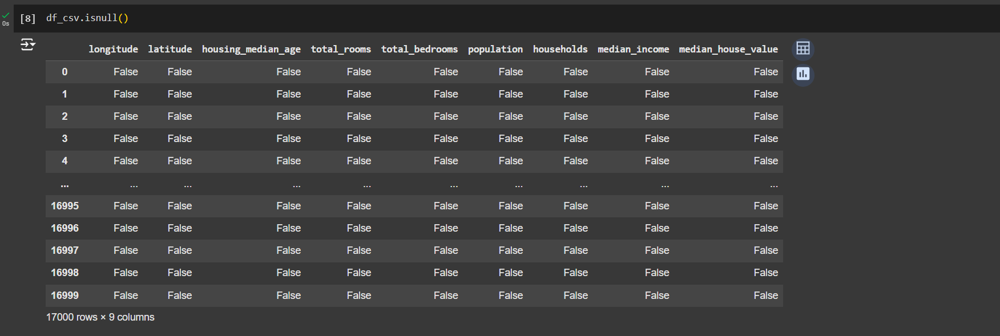 [8] df_csv.isnull()
0s
longitude latitude housing_median_age total_rooms total_bedrooms population households median_income median_house_value
0 False False False False False False False False False
1 False False False False False False False False False
2 False False False False False False False False False
3 False False False False False False False False False
4 False False False False False False False False False
... ... ... ... ... ... ... ... ... ...
16995 False False False False False False False False False
16996 False False False False False False False False False
16997 False False False False False False False False False
16998 False False False False False False False False False
16999 False False False False False False False False False
17000 rows × 9 columns